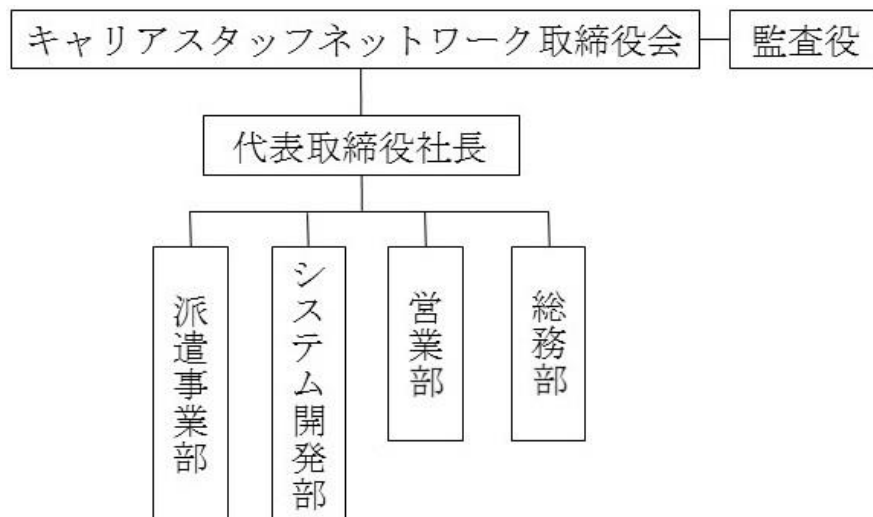 キャリアスタッフネットワーク取締役会
監査役
代表取締役社長
派遣事業部
システム開発部
営業部
総務部